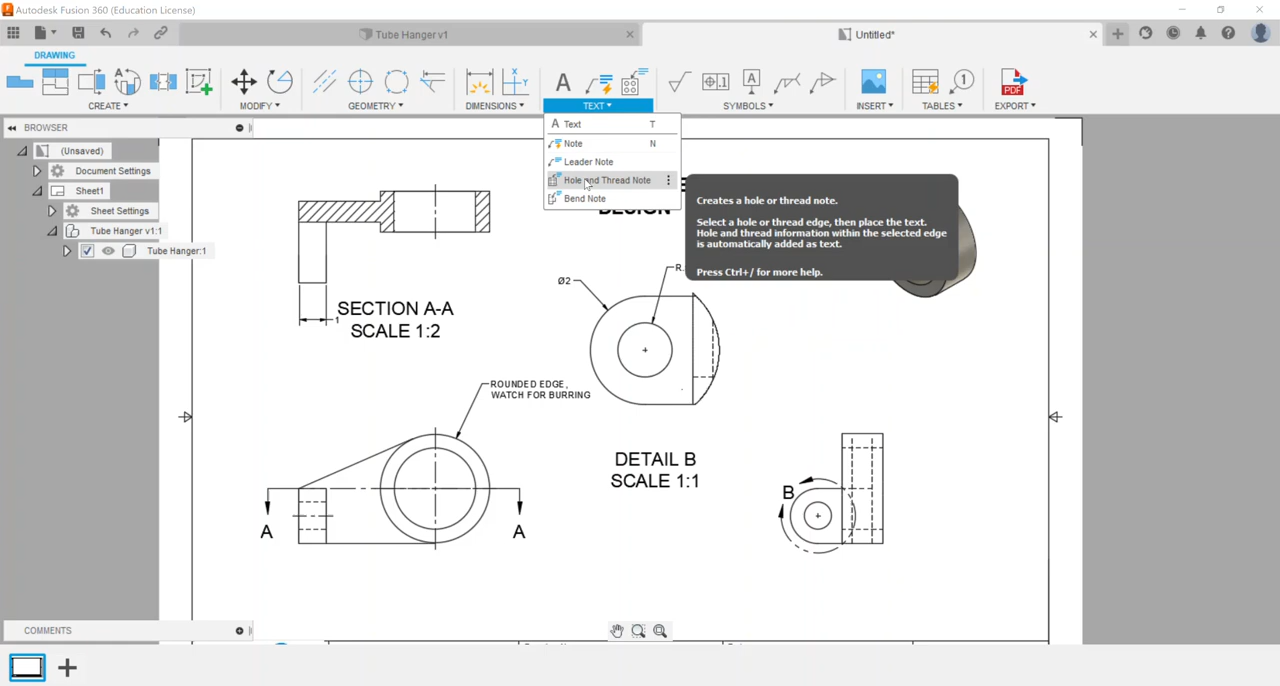 Autodesk Fusion 360 (Education License)
Tube Hanger v1
Untitled*
DRAWING
CREATE
MODIFY
GEOMETRY
DIMENSIONS
TEXT
SYMBOLS
INSERT
TABLES
EXPORT
PDF
BROWSER
(Unsaved)
Document Settings
Sheet1
Sheet Settings
Tube Hanger v1:1
Tube Hanger:1
A Text T
Note N
Leader Note
Hole and Thread Note
Bend Note
Creates a hole or thread note.
Select a hole or thread edge, then place the text.
Hole and thread information within the selected edge
is automatically added as text.
Press Ctrl+/ for more help.
DESIGN
Ø2
R.
1
SECTION A-A
SCALE 1:2
ROUNDED EDGE,
WATCH FOR BURRING
DETAIL B
SCALE 1:1
B
A
A
COMMENTS